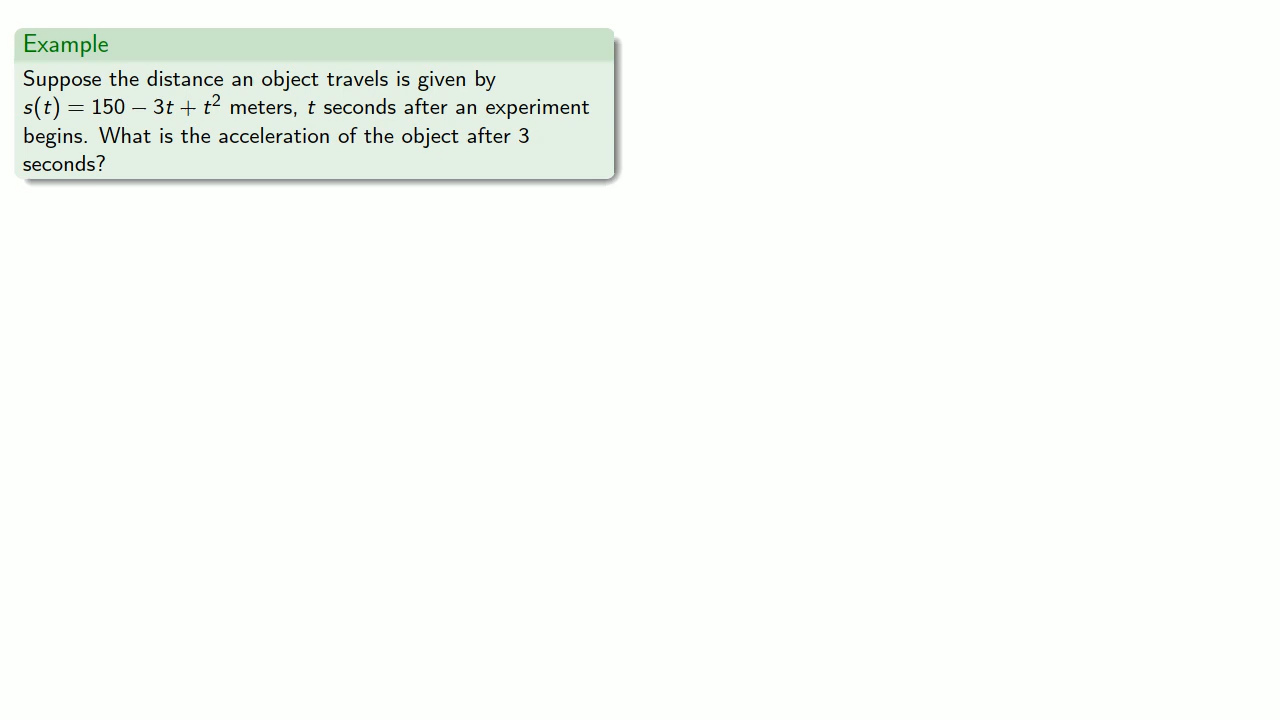 Example
Suppose the distance an object travels is given by
s(t) = 150 − 3t + t² meters, t seconds after an experiment
begins. What is the acceleration of the object after 3
seconds?